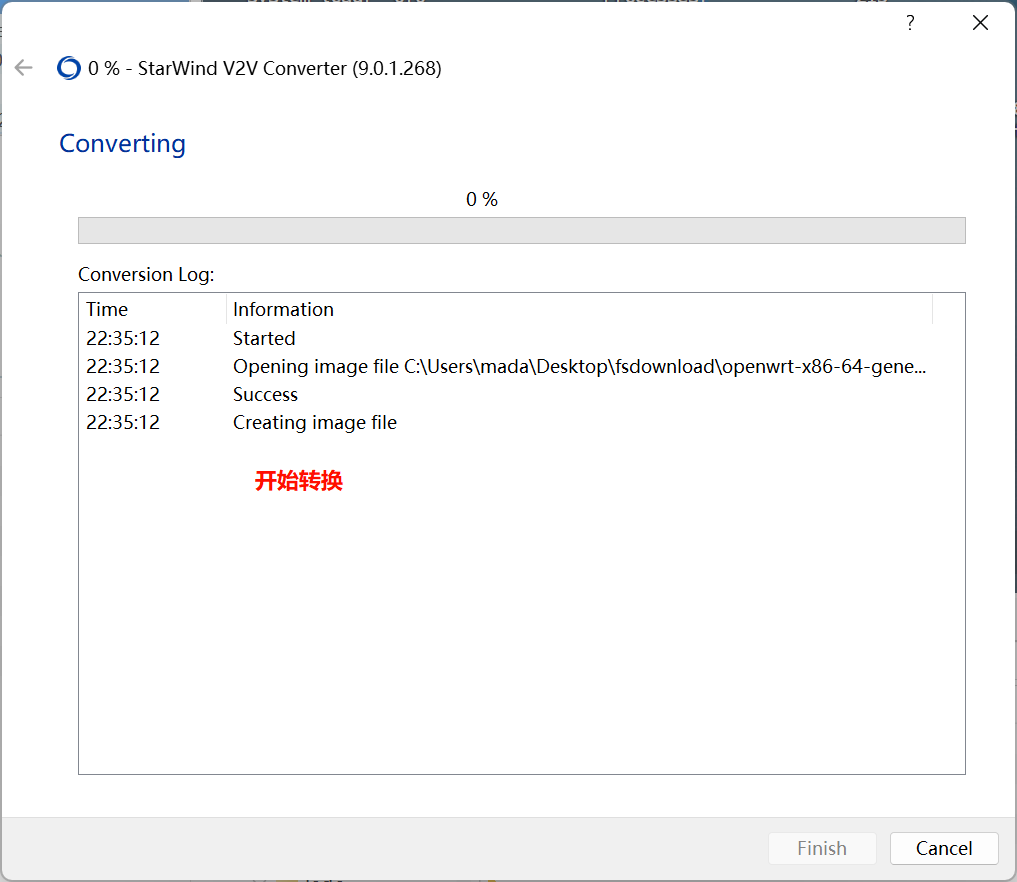 ?
0 % - StarWind V2V Converter (9.0.1.268)
Converting
0 %
Conversion Log:
Time Information
22:35:12 Started
22:35:12 Opening image file C:\Users\mada\Desktop\fsdownload\openwrt-x86-64-gene...
22:35:12 Success
22:35:12 Creating image file
开始转换
Finish Cancel